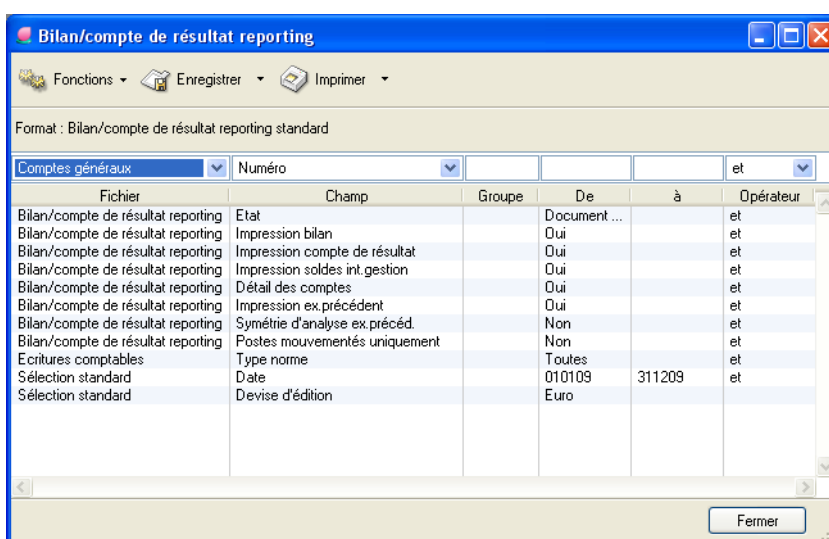 Bilan/compte de résultat reporting
Fonctions Enregistrer Imprimer
Format : Bilan/compte de résultat reporting standard
Comptes généraux Numéro et
Fichier Champ Groupe De à Opérateur
Bilan/compte de résultat reporting Etat Document ... et
Bilan/compte de résultat reporting Impression bilan Oui et
Bilan/compte de résultat reporting Impression compte de résultat Oui et
Bilan/compte de résultat reporting Impression soldes int.gestion Oui et
Bilan/compte de résultat reporting Détail des comptes Oui et
Bilan/compte de résultat reporting Impression ex.précédent Oui et
Bilan/compte de résultat reporting Symétrie d'analyse ex.précéd. Non et
Bilan/compte de résultat reporting Postes mouvementés uniquement Non et
Ecritures comptables Type norme Toutes et
Sélection standard Date 010109 311209 et
Sélection standard Devise d'édition Euro
Fermer